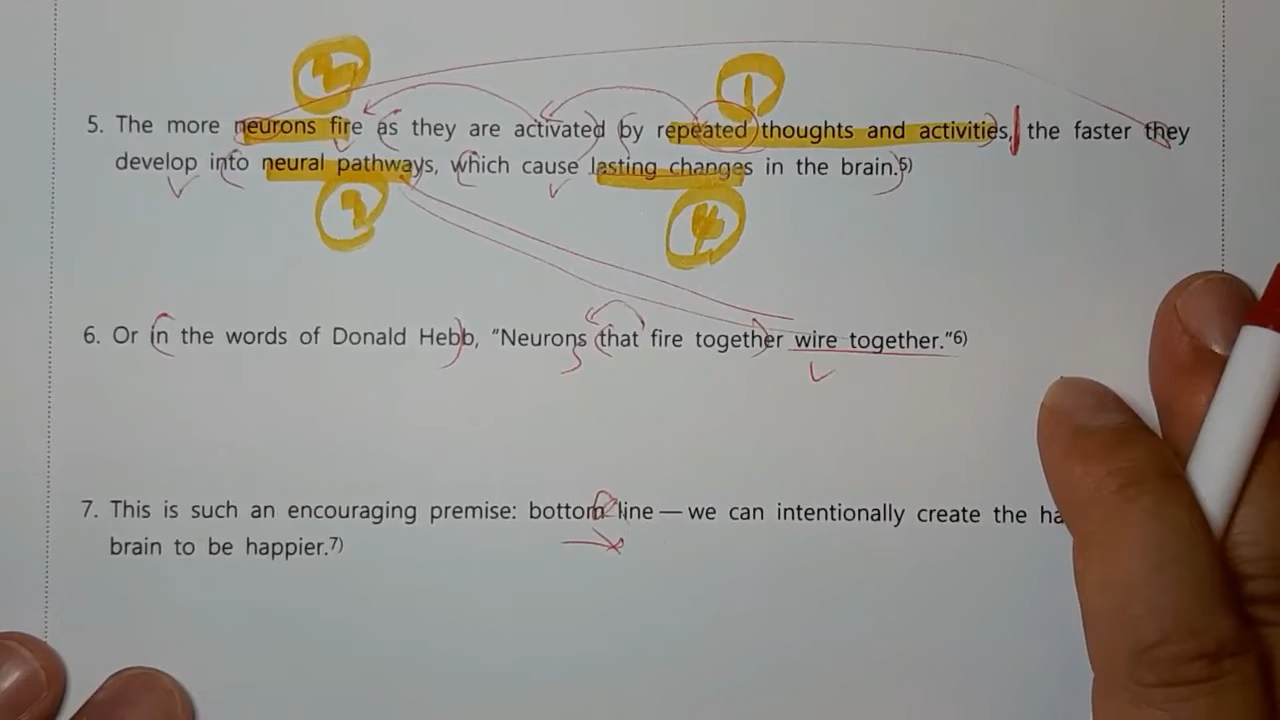 5. The more neurons fire as they are activated by repeated thoughts and activities, the faster they
develop into neural pathways, which cause lasting changes in the brain.5)
6. Or in the words of Donald Hebb, "Neurons that fire together wire together."6)
7. This is such an encouraging premise: bottom line — we can intentionally create the
brain to be happier.7)